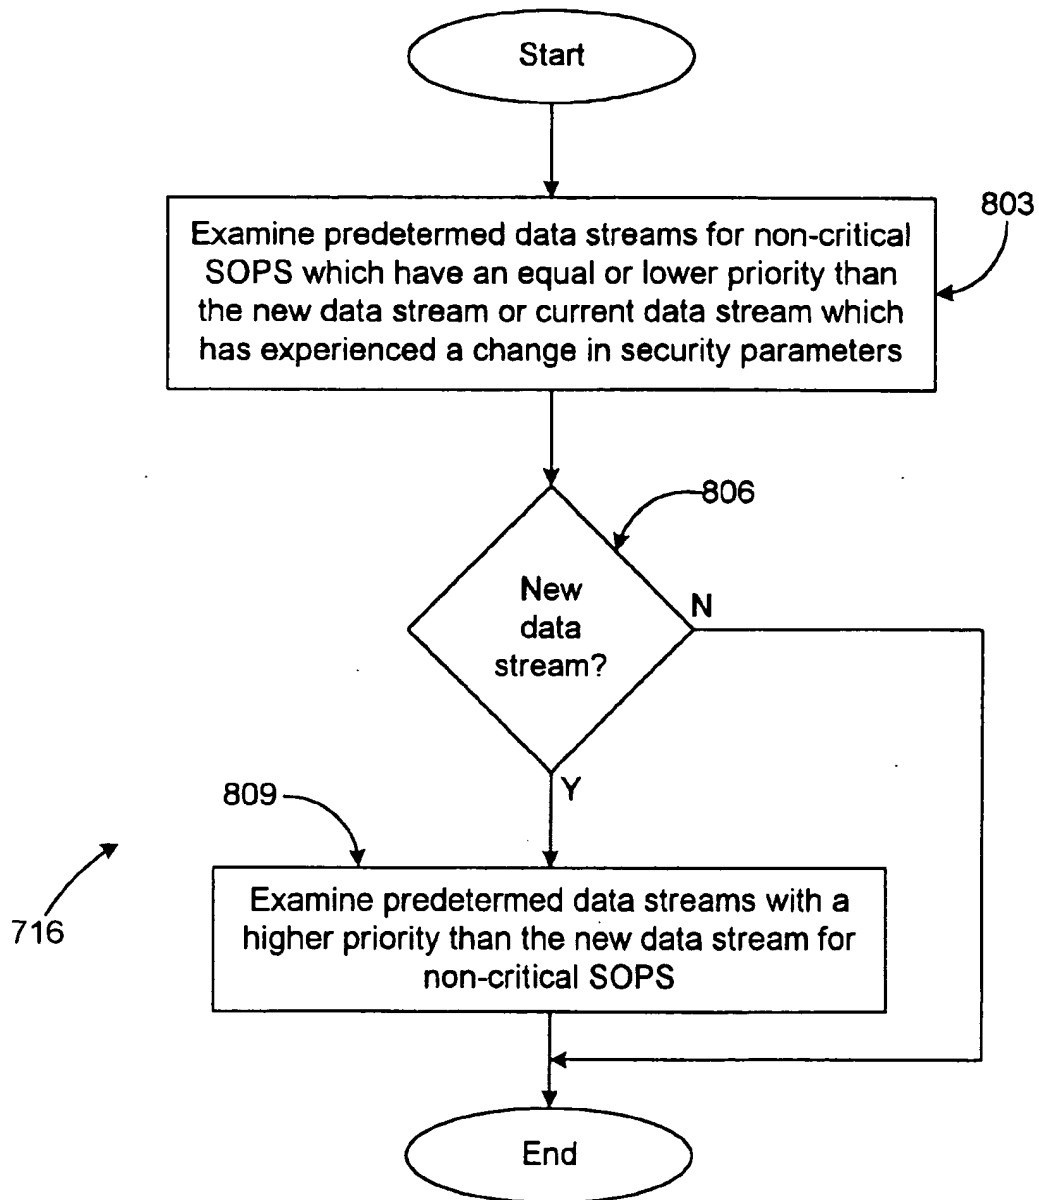 Start
803
Examine predetermed data streams for non-critical
SOPS which have an equal or lower priority than
the new data stream or current data stream which
has experienced a change in security parameters
806
New
data
stream?
N
Y
809
Examine predetermed data streams with a
higher priority than the new data stream for
non-critical SOPS
716
End